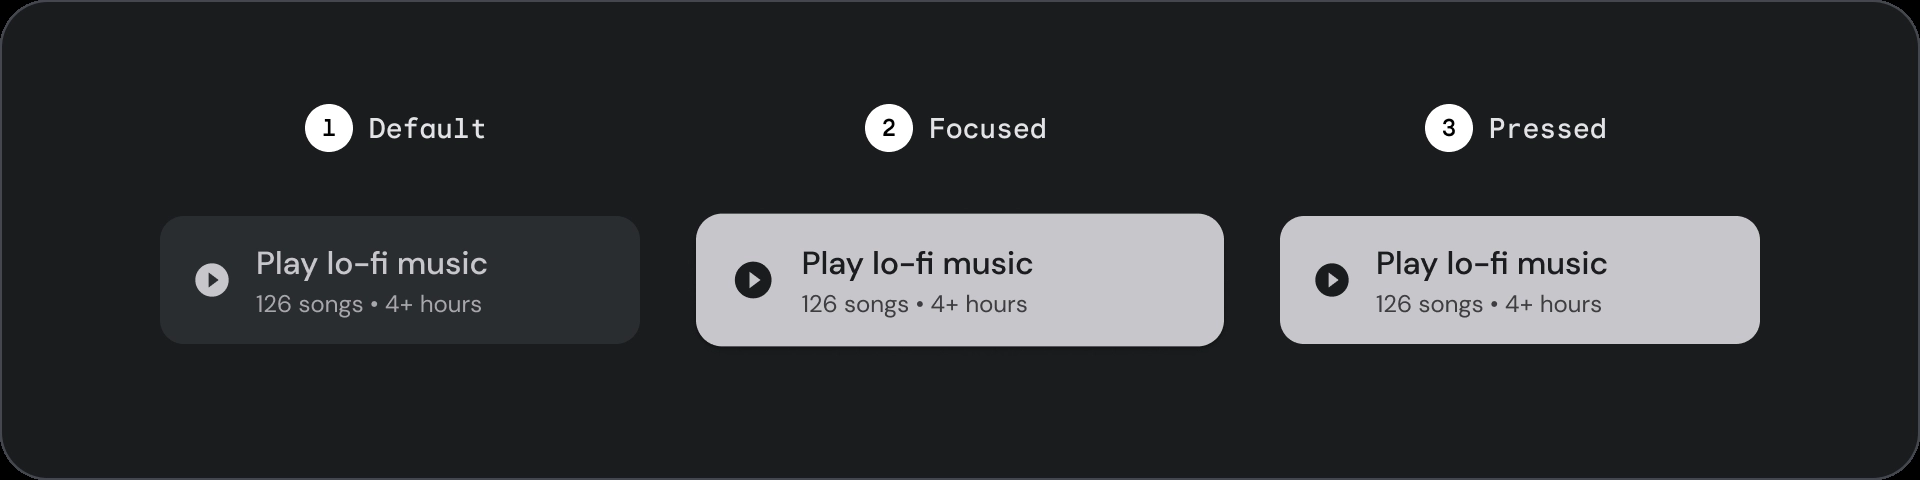 1 Default
2 Focused
3 Pressed
Play lo-fi music
126 songs • 4+ hours
Play lo-fi music
126 songs • 4+ hours
Play lo-fi music
126 songs • 4+ hours